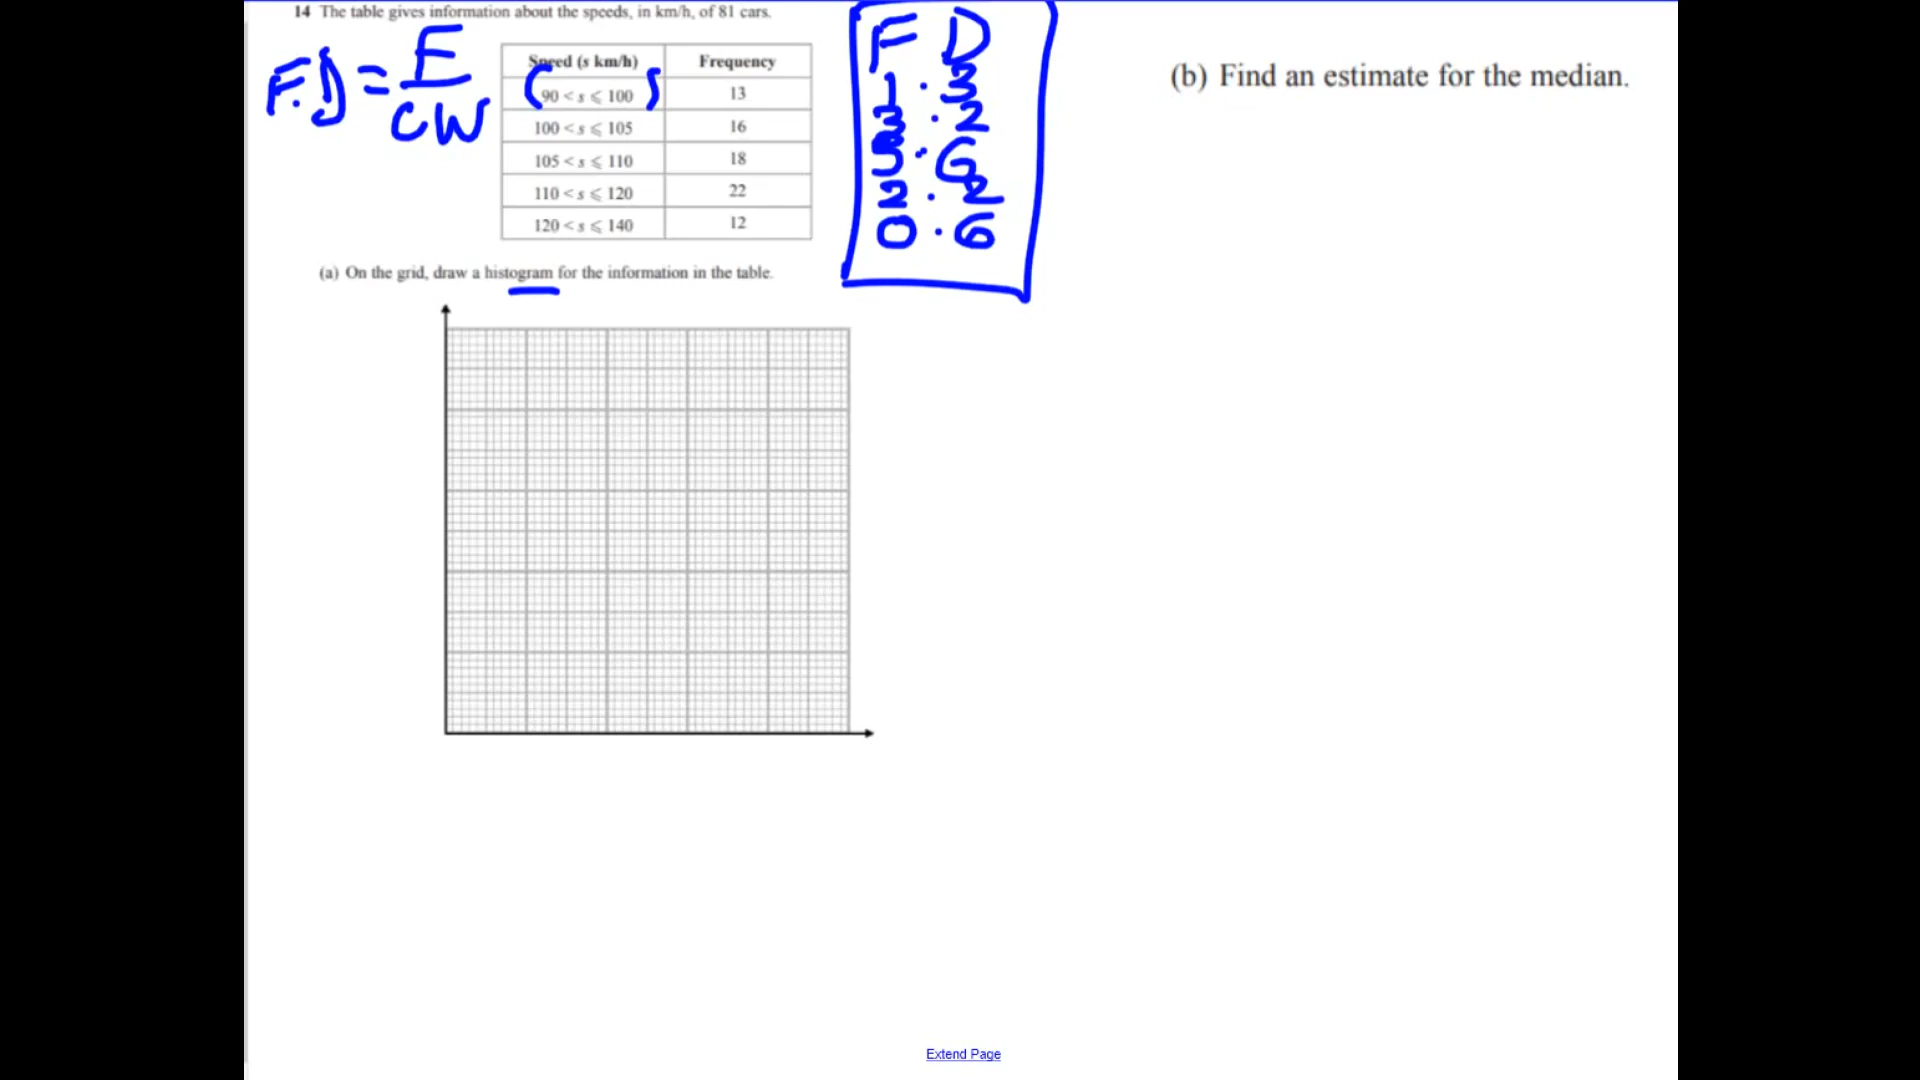 14 The table gives information about the speeds, in km/h, of 81 cars.
F.D = F
CW
Speed (s km/h) Frequency
90 < s ⩽ 100 13
100 < s ⩽ 105 16
105 < s ⩽ 110 18
110 < s ⩽ 120 22
120 < s ⩽ 140 12
F D
1.3
3.2
3.6
2.2
0.6
(a) On the grid, draw a histogram for the information in the table.
(b) Find an estimate for the median.
Extend Page